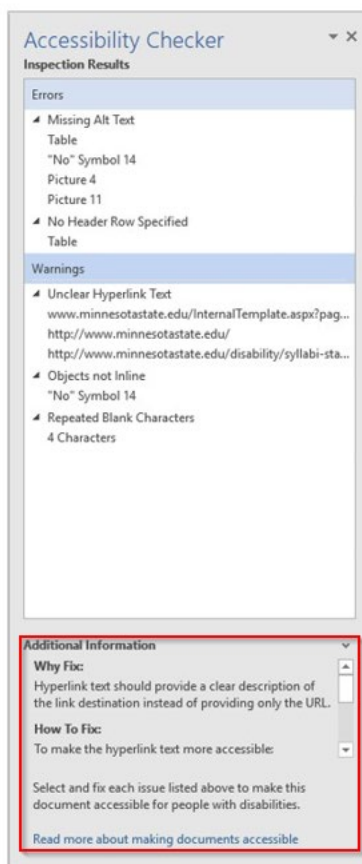 Accessibility Checker
Inspection Results
Errors
Missing Alt Text
Table
"No" Symbol 14
Picture 4
Picture 11
No Header Row Specified
Table
Warnings
Unclear Hyperlink Text
www.minnesotastate.edu/InternalTemplate.aspx?pag...
http://www.minnesotastate.edu/
http://www.minnesotastate.edu/disability/syllabi-sta...
Objects not Inline
"No" Symbol 14
Repeated Blank Characters
4 Characters
Additional Information
Why Fix:
Hyperlink text should provide a clear description of
the link destination instead of providing only the URL.
How To Fix:
To make the hyperlink text more accessible:
Select and fix each issue listed above to make this
document accessible for people with disabilities.
Read more about making documents accessible